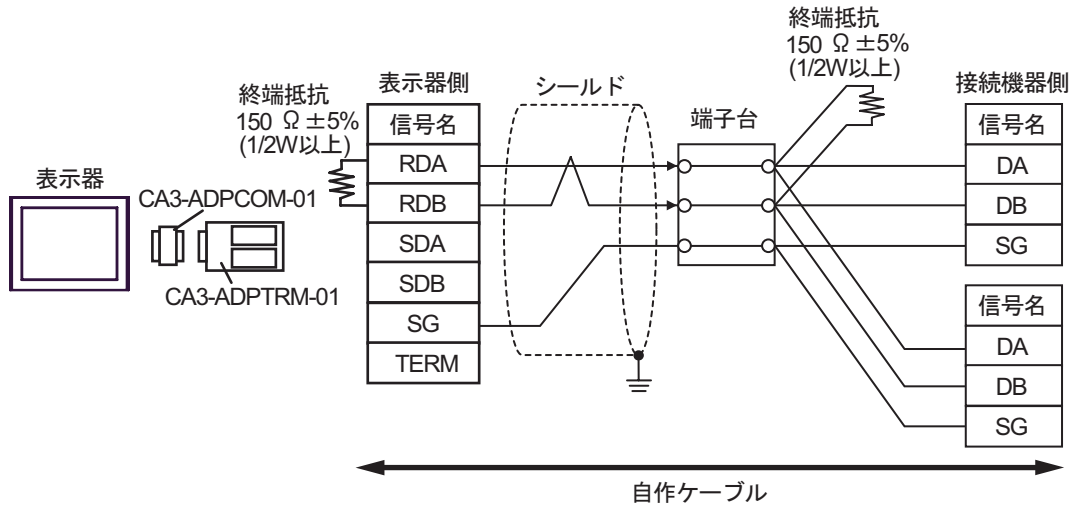 終端抵抗
150 Ω ±5%
(1/2W以上)
表示器
CA3-ADPCOM-01
CA3-ADPTRM-01
終端抵抗
150 Ω ±5%
(1/2W以上)
表示器側
信号名
RDA
RDB
SDA
SDB
SG
TERM
シールド
端子台
接続機器側
信号名
DA
DB
SG
信号名
DA
DB
SG
自作ケーブル